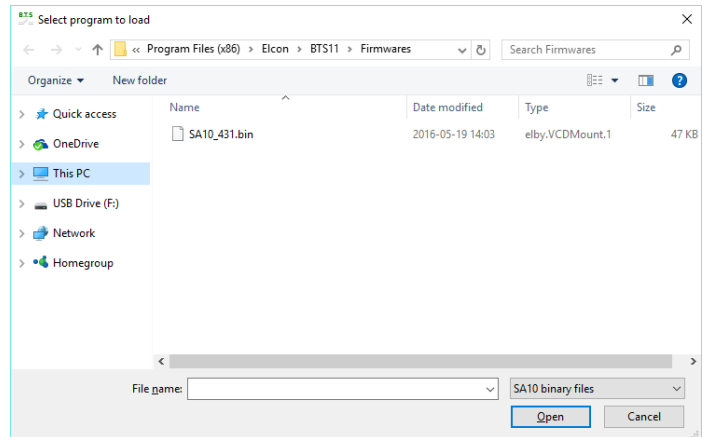 B.T.S Select program to load
« Program Files (x86) > Elcon > BTS11 > Firmwares Search Firmwares
Organize New folder
Name Date modified Type Size
Quick access
SA10_431.bin 2016-05-19 14:03 elby.VCDMount.1 47 KB
OneDrive
This PC
USB Drive (F:)
Network
Homegroup
File name: SA10 binary files
Open Cancel